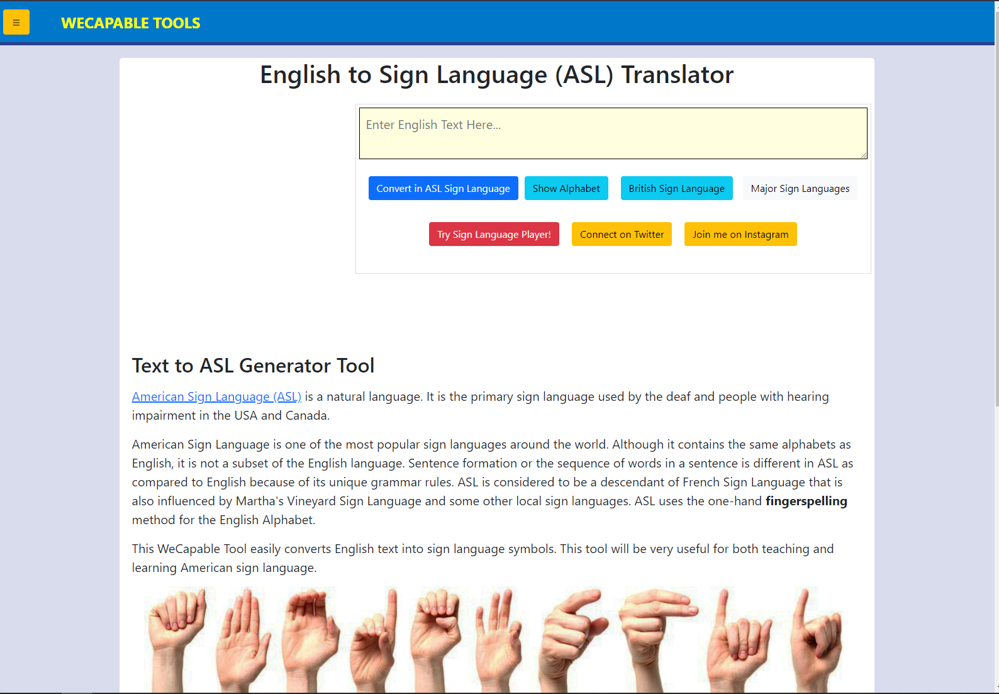 ☰ WECAPABLE TOOLS
English to Sign Language (ASL) Translator
Enter English Text Here...
Convert in ASL Sign Language Show Alphabet British Sign Language Major Sign Languages
Try Sign Language Player! Connect on Twitter Join me on Instagram
Text to ASL Generator Tool
American Sign Language (ASL) is a natural language. It is the primary sign language used by the deaf and people with hearing
impairment in the USA and Canada.
American Sign Language is one of the most popular sign languages around the world. Although it contains the same alphabets as
English, it is not a subset of the English language. Sentence formation or the sequence of words in a sentence is different in ASL as
compared to English because of its unique grammar rules. ASL is considered to be a descendant of French Sign Language that is
also influenced by Martha's Vineyard Sign Language and some other local sign languages. ASL uses the one-hand fingerspelling
method for the English Alphabet.
This WeCapable Tool easily converts English text into sign language symbols. This tool will be very useful for both teaching and
learning American sign language.